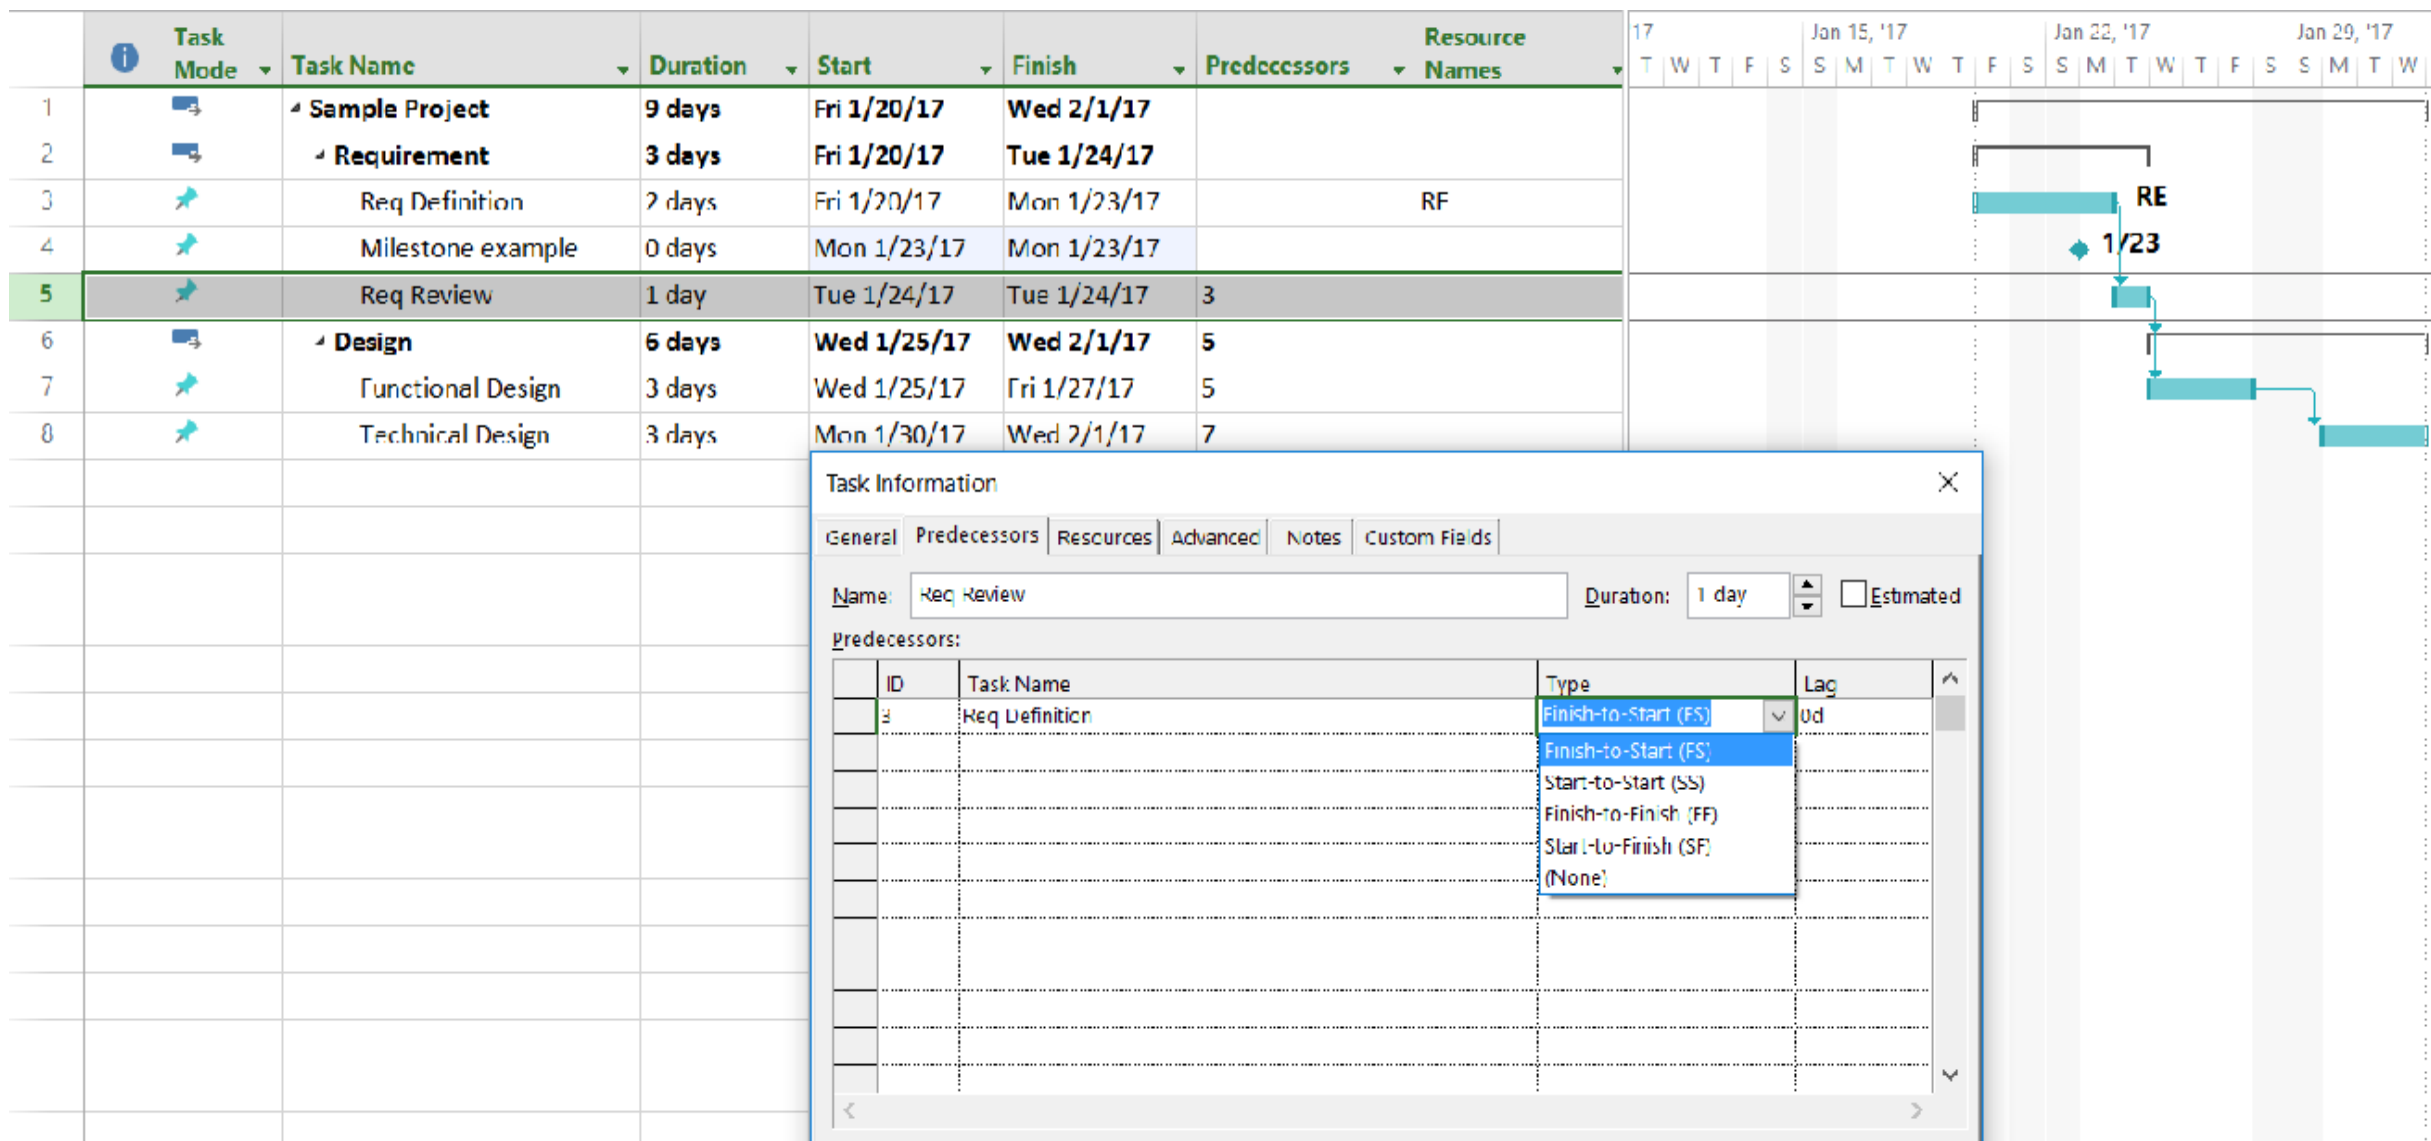 Task Mode Task Name Duration Start Finish Predecessors Resource Names
17 Jan 15, '17 Jan 22, '17 Jan 29, '17
T W T F S S M T W T F S S M T W T F S S M T W
1 Sample Project 9 days Fri 1/20/17 Wed 2/1/17
2 Requirement 3 days Fri 1/20/17 Tue 1/24/17
3 Req Definition 2 days Fri 1/20/17 Mon 1/23/17 RE
RE
4 Milestone example 0 days Mon 1/23/17 Mon 1/23/17
1/23
5 Req Review 1 day Tue 1/24/17 Tue 1/24/17 3
6 Design 6 days Wed 1/25/17 Wed 2/1/17 5
7 Functional Design 3 days Wed 1/25/17 Fri 1/27/17 5
8 Technical Design 3 days Mon 1/30/17 Wed 2/1/17 7
Task Information
General Predecessors Resources Advanced Notes Custom Fields
Name: Req Review Duration: 1 day Estimated
Predecessors:
ID Task Name Type Lag
3 Req Definition Finish-to-Start (FS) 0d
Finish-to-Start (FS)
Start-to-Start (SS)
Finish-to-Finish (FF)
Start-to-Finish (SF)
(None)